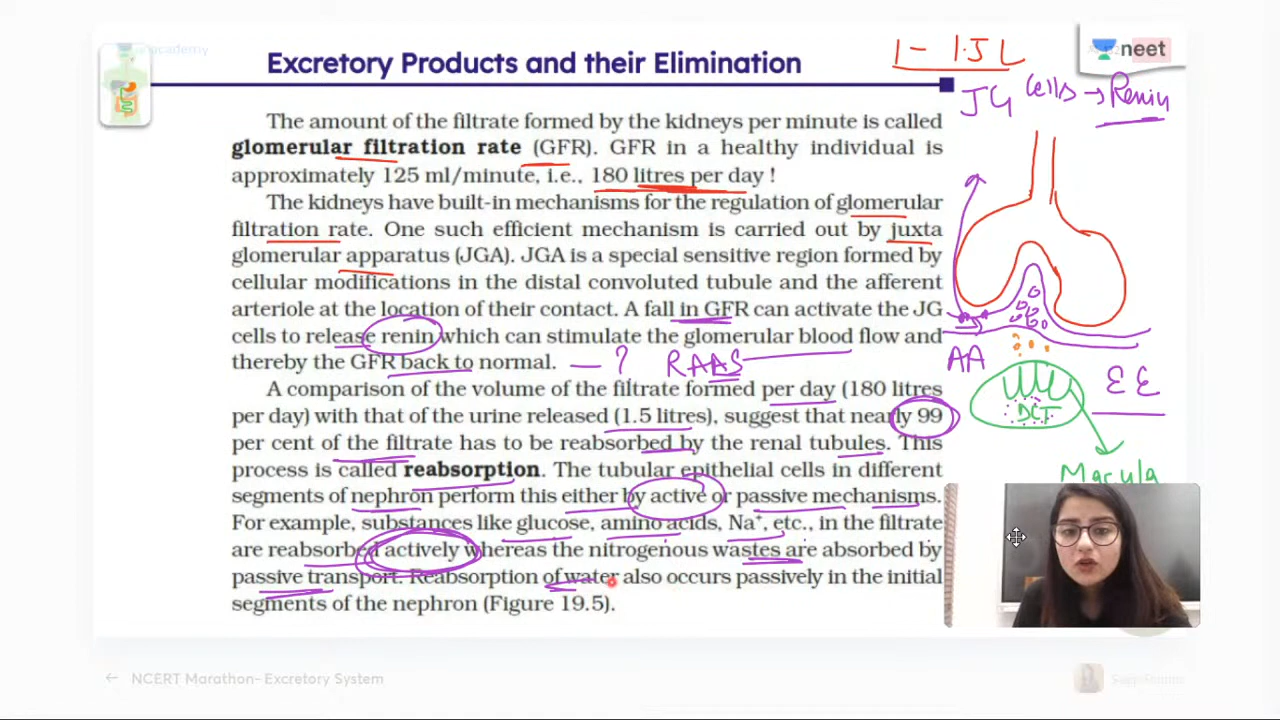 unacademy
Excretory Products and their Elimination
1 - 1.5 L
neet
JG cells → Renin
The amount of the filtrate formed by the kidneys per minute is called
glomerular filtration rate (GFR). GFR in a healthy individual is
approximately 125 ml/minute, i.e., 180 litres per day !
The kidneys have built-in mechanisms for the regulation of glomerular
filtration rate. One such efficient mechanism is carried out by juxta
glomerular apparatus (JGA). JGA is a special sensitive region formed by
cellular modifications in the distal convoluted tubule and the afferent
arteriole at the location of their contact. A fall in GFR can activate the JG
cells to release renin which can stimulate the glomerular blood flow and
thereby the GFR back to normal. — ? RAAS
AA
A comparison of the volume of the filtrate formed per day (180 litres
per day) with that of the urine released (1.5 litres), suggest that nearly 99
per cent of the filtrate has to be reabsorbed by the renal tubules. This
process is called reabsorption. The tubular epithelial cells in different
segments of nephron perform this either by active or passive mechanisms.
For example, substances like glucose, amino acids, Na⁺, etc., in the filtrate
are reabsorbed actively whereas the nitrogenous wastes are absorbed by
passive transport. Reabsorption of water also occurs passively in the initial
segments of the nephron (Figure 19.5).
DCT
Macula
← NCERT Marathon- Excretory System